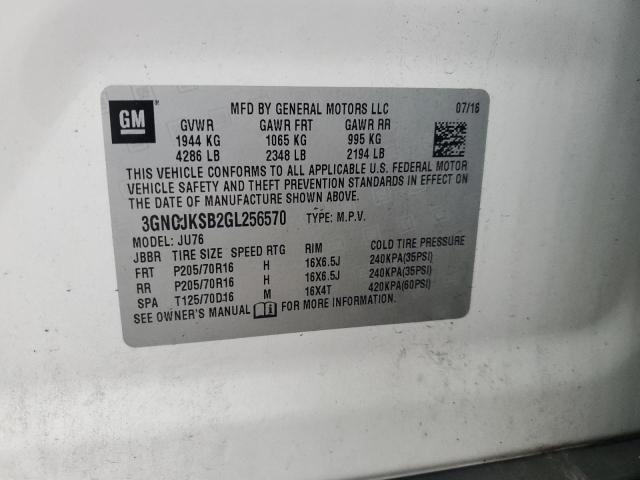 GM
MFD BY GENERAL MOTORS LLC 07/16
GVWR GAWR FRT GAWR RR
1944 KG 1065 KG 995 KG
4286 LB 2348 LB 2194 LB
THIS VEHICLE CONFORMS TO ALL APPLICABLE U.S. FEDERAL MOTOR
VEHICLE SAFETY AND THEFT PREVENTION STANDARDS IN EFFECT ON
THE DATE OF MANUFACTURE SHOWN ABOVE.
3GNCJKSB2GL256570 TYPE: M.P.V.
MODEL: JU76
JBBR TIRE SIZE SPEED RTG RIM COLD TIRE PRESSURE
FRT P205/70R16 H 16X6.5J 240KPA(35PSI)
RR P205/70R16 H 16X6.5J 240KPA(35PSI)
SPA T125/70D16 M 16X4T 420KPA(60PSI)
SEE OWNER'S MANUAL FOR ADDITIONAL INFORMATION.